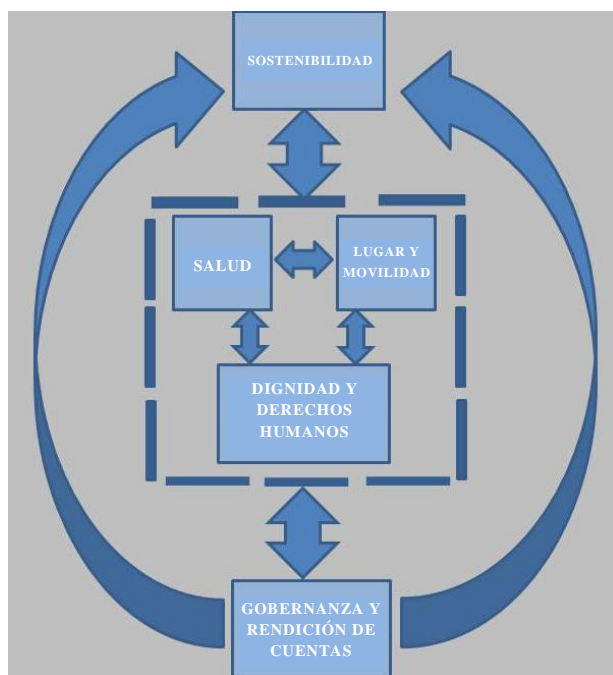 SOSTENIBILIDAD
SALUD
LUGAR Y
MOVILIDAD
DIGNIDAD Y
DERECHOS
HUMANOS
GOBERNANZA Y
RENDICIÓN DE
CUENTAS